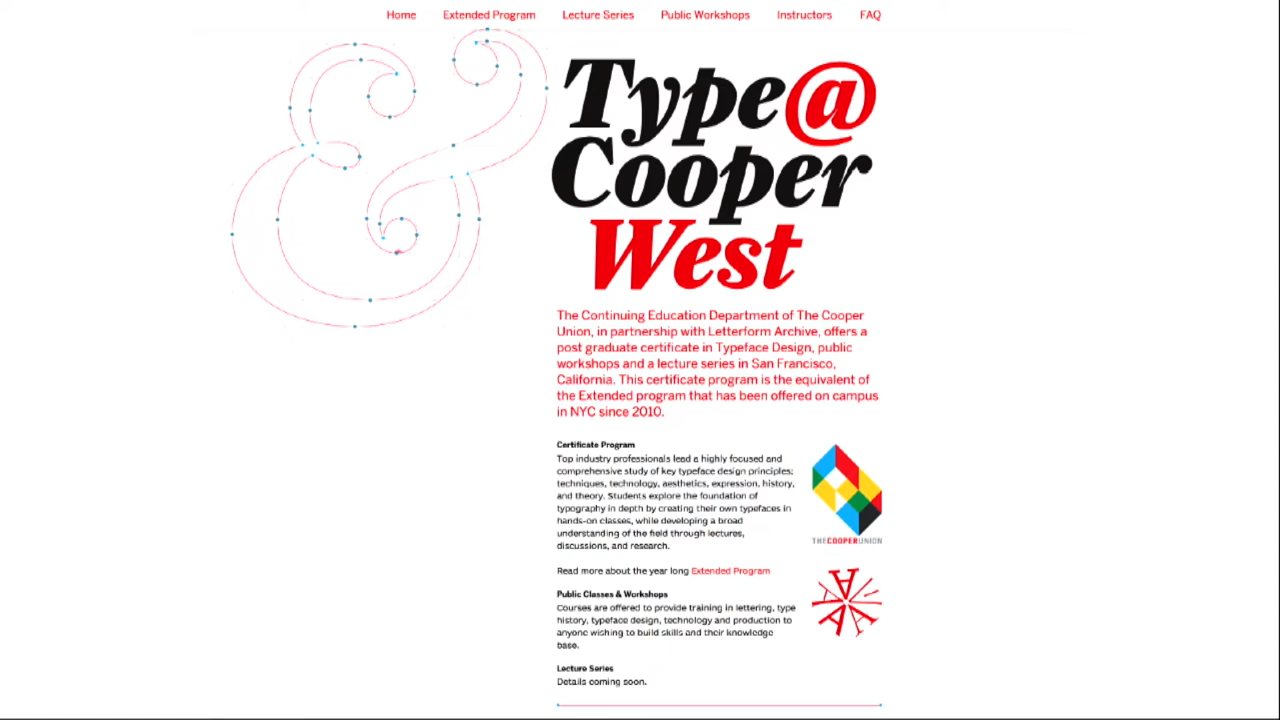 Home Extended Program Lecture Series Public Workshops Instructors FAQ
&
Type@
Cooper
West
The Continuing Education Department of The Cooper
Union, in partnership with Letterform Archive, offers a
post graduate certificate in Typeface Design, public
workshops and a lecture series in San Francisco,
California. This certificate program is the equivalent of
the Extended program that has been offered on campus
in NYC since 2010.
Certificate Program
Top industry professionals lead a highly focused and
comprehensive study of key typeface design principles;
techniques, technology, aesthetics, expression, history,
and theory. Students explore the foundation of
typography in depth by creating their own typefaces in
hands-on classes, while developing a broad
understanding of the field through lectures,
discussions, and research.
THECOOPERUNION
Read more about the year long Extended Program
Public Classes & Workshops
Courses are offered to provide training in lettering, type
history, typeface design, technology and production to
anyone wishing to build skills and their knowledge
base.
Lecture Series
Details coming soon.